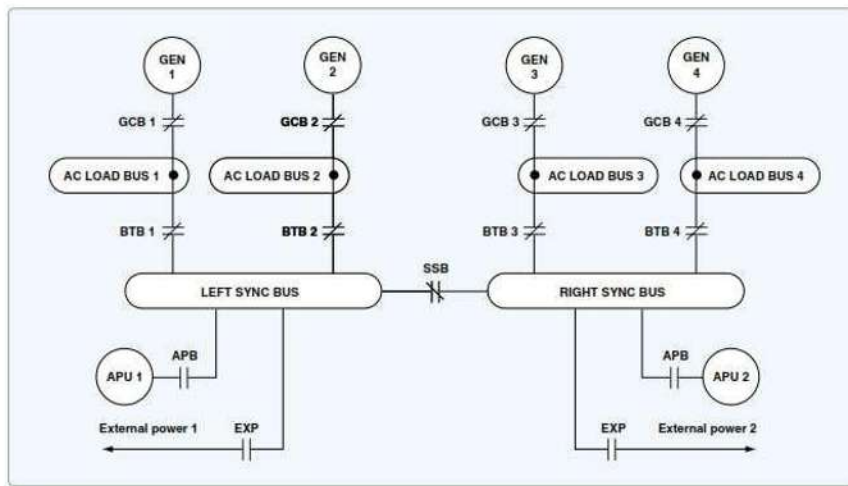 GEN
1
GEN
2
GEN
3
GEN
4
GCB 1
GCB 2
GCB 3
GCB 4
AC LOAD BUS 1
AC LOAD BUS 2
AC LOAD BUS 3
AC LOAD BUS 4
BTB 1
BTB 2
BTB 3
BTB 4
SSB
LEFT SYNC BUS
RIGHT SYNC BUS
APU 1
APB
APB
APU 2
External power 1
EXP
EXP
External power 2